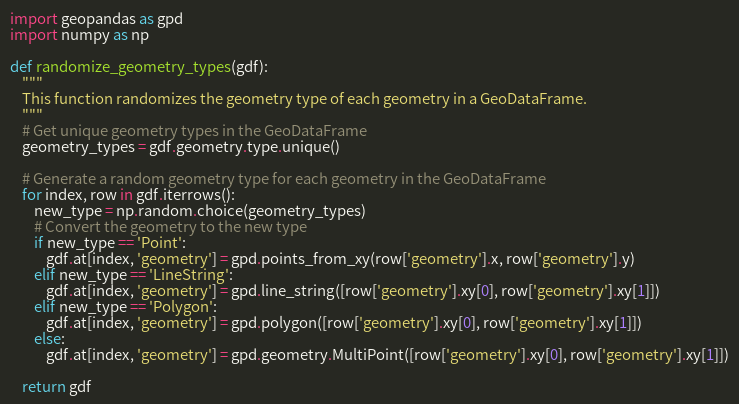 import geopandas as gpd
import numpy as np
def randomize_geometry_types(gdf):
"""
This function randomizes the geometry type of each geometry in a GeoDataFrame.
"""
# Get unique geometry types in the GeoDataFrame
geometry_types = gdf.geometry.type.unique()
# Generate a random geometry type for each geometry in the GeoDataFrame
for index, row in gdf.iterrows():
new_type = np.random.choice(geometry_types)
# Convert the geometry to the new type
if new_type == 'Point':
gdf.at[index, 'geometry'] = gpd.points_from_xy(row['geometry'].x, row['geometry'].y)
elif new_type == 'LineString':
gdf.at[index, 'geometry'] = gpd.line_string([row['geometry'].xy[0], row['geometry'].xy[1]])
elif new_type == 'Polygon':
gdf.at[index, 'geometry'] = gpd.polygon([row['geometry'].xy[0], row['geometry'].xy[1]])
else:
gdf.at[index, 'geometry'] = gpd.geometry.MultiPoint([row['geometry'].xy[0], row['geometry'].xy[1]])
return gdf